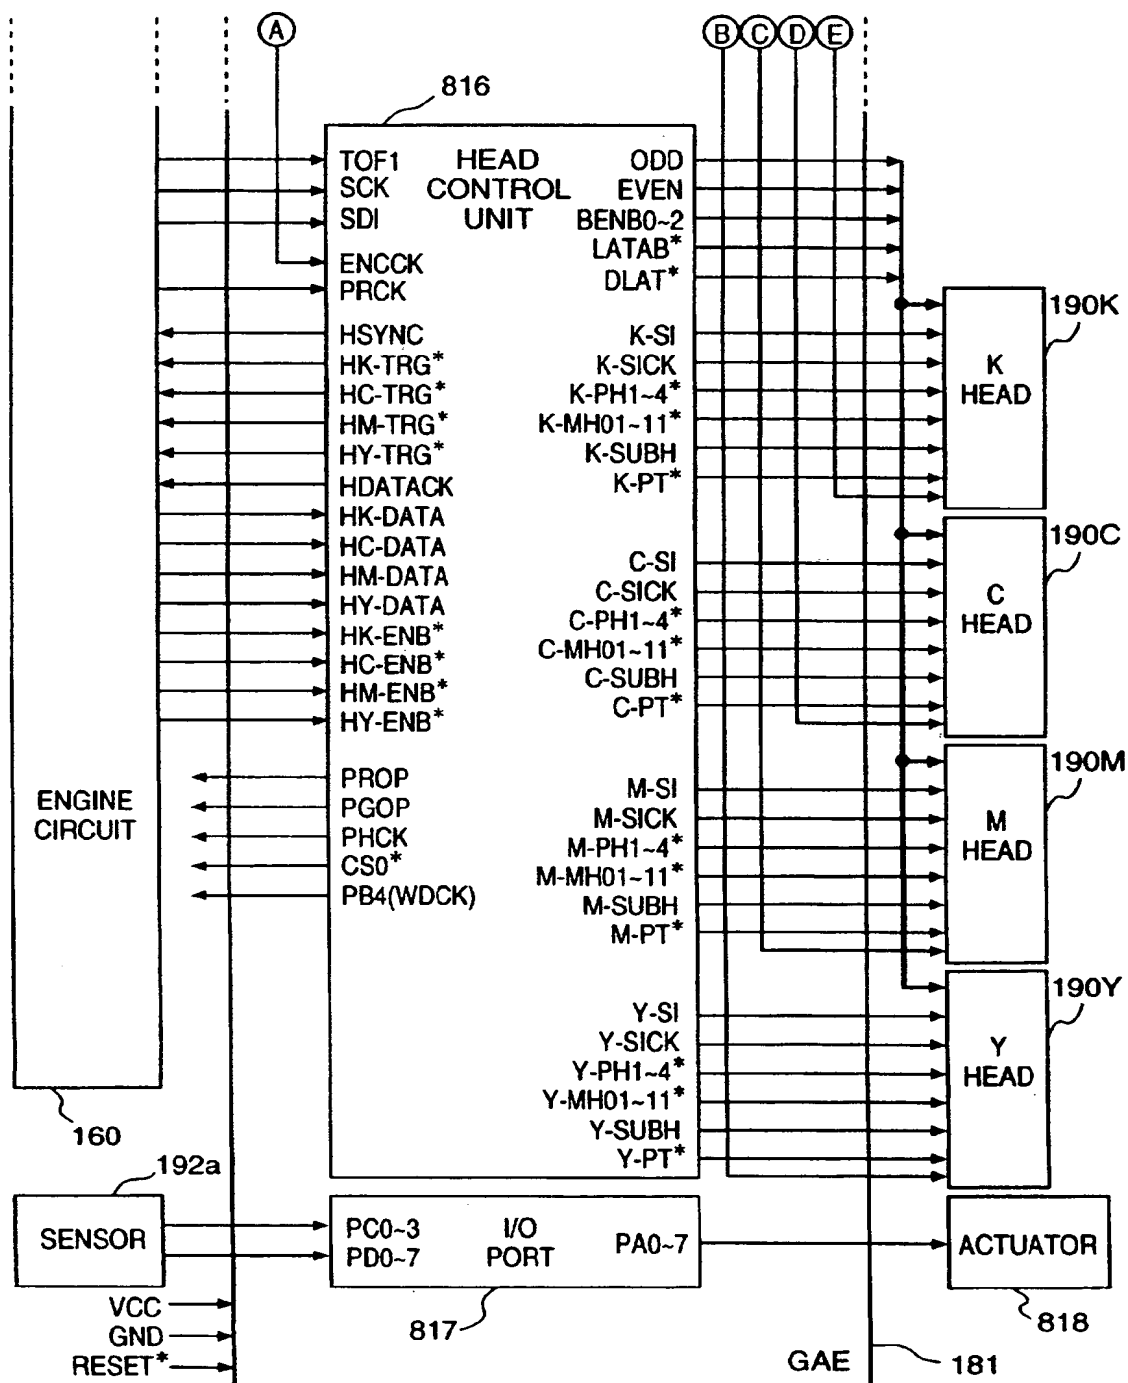 A
B C D E
816
HEAD
CONTROL
UNIT
TOF1
SCK
SDI
ENCCK
PRCK
HSYNC
HK-TRG*
HC-TRG*
HM-TRG*
HY-TRG*
HDATACK
HK-DATA
HC-DATA
HM-DATA
HY-DATA
HK-ENB*
HC-ENB*
HM-ENB*
HY-ENB*
PROP
PGOP
PHCK
CS0*
PB4(WDCK)
ODD
EVEN
BENB0~2
LATAB*
DLAT*
K-SI
K-SICK
K-PH1~4*
K-MH01~11*
K-SUBH
K-PT*
C-SI
C-SICK
C-PH1~4*
C-MH01~11*
C-SUBH
C-PT*
M-SI
M-SICK
M-PH1~4*
M-MH01~11*
M-SUBH
M-PT*
Y-SI
Y-SICK
Y-PH1~4*
Y-MH01~11*
Y-SUBH
Y-PT*
190K
K
HEAD
190C
C
HEAD
190M
M
HEAD
190Y
Y
HEAD
ENGINE
CIRCUIT
160
192a
SENSOR
PC0~3
PD0~7
I/O
PORT
PA0~7
817
ACTUATOR
818
VCC
GND
RESET*
GAE
181